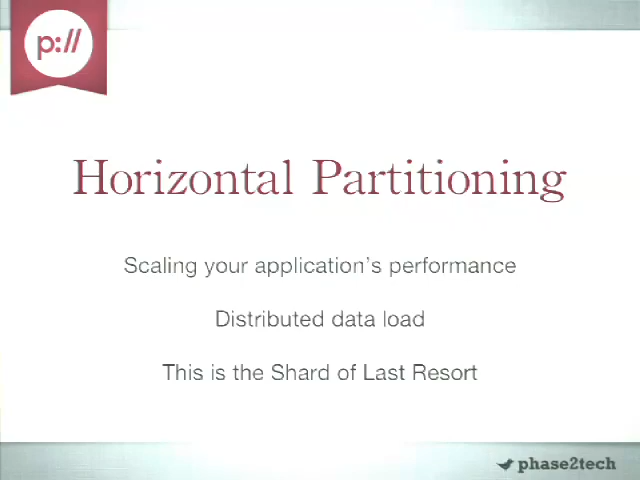 p://
Horizontal Partitioning
Scaling your application's performance
Distributed data load
This is the Shard of Last Resort
phase2tech